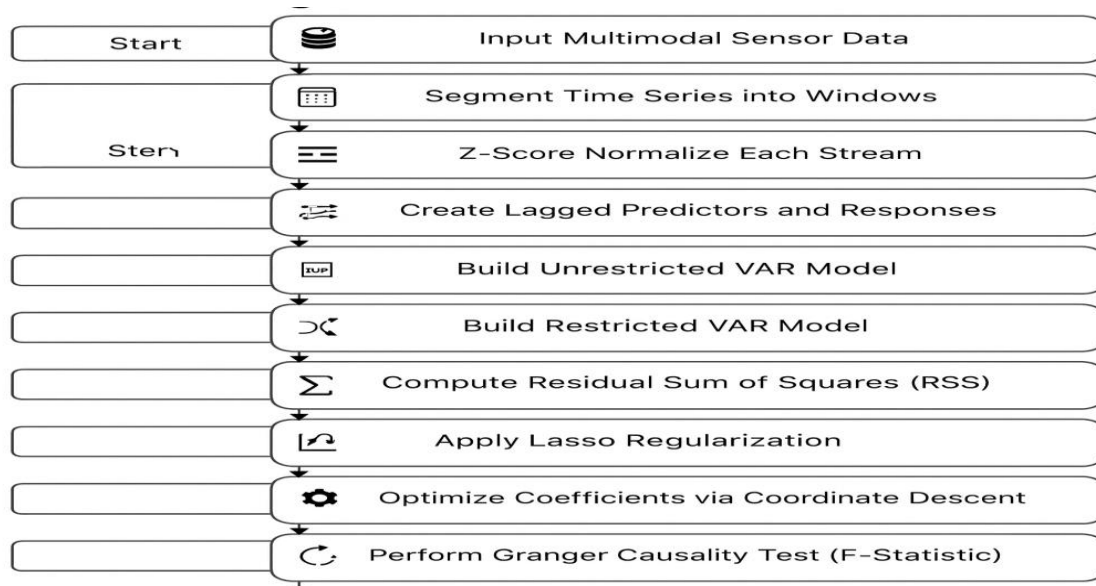 Start
Input Multimodal Sensor Data
Segment Time Series into Windows
Z-Score Normalize Each Stream
Create Lagged Predictors and Responses
IUP
Build Unrestricted VAR Model
Build Restricted VAR Model
Compute Residual Sum of Squares (RSS)
Apply Lasso Regularization
Optimize Coefficients via Coordinate Descent
Perform Granger Causality Test (F-Statistic)